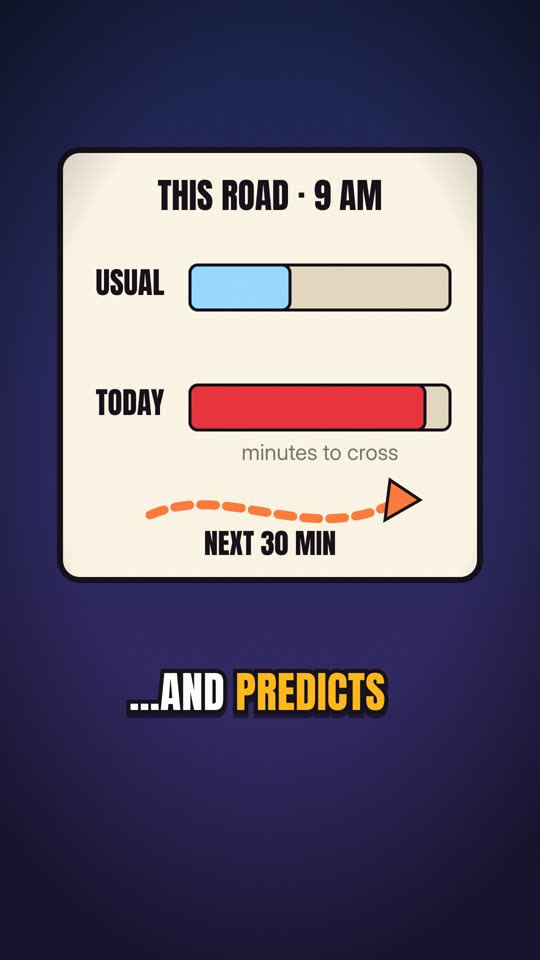 THIS ROAD · 9 AM
USUAL
TODAY
minutes to cross
NEXT 30 MIN
...AND PREDICTS